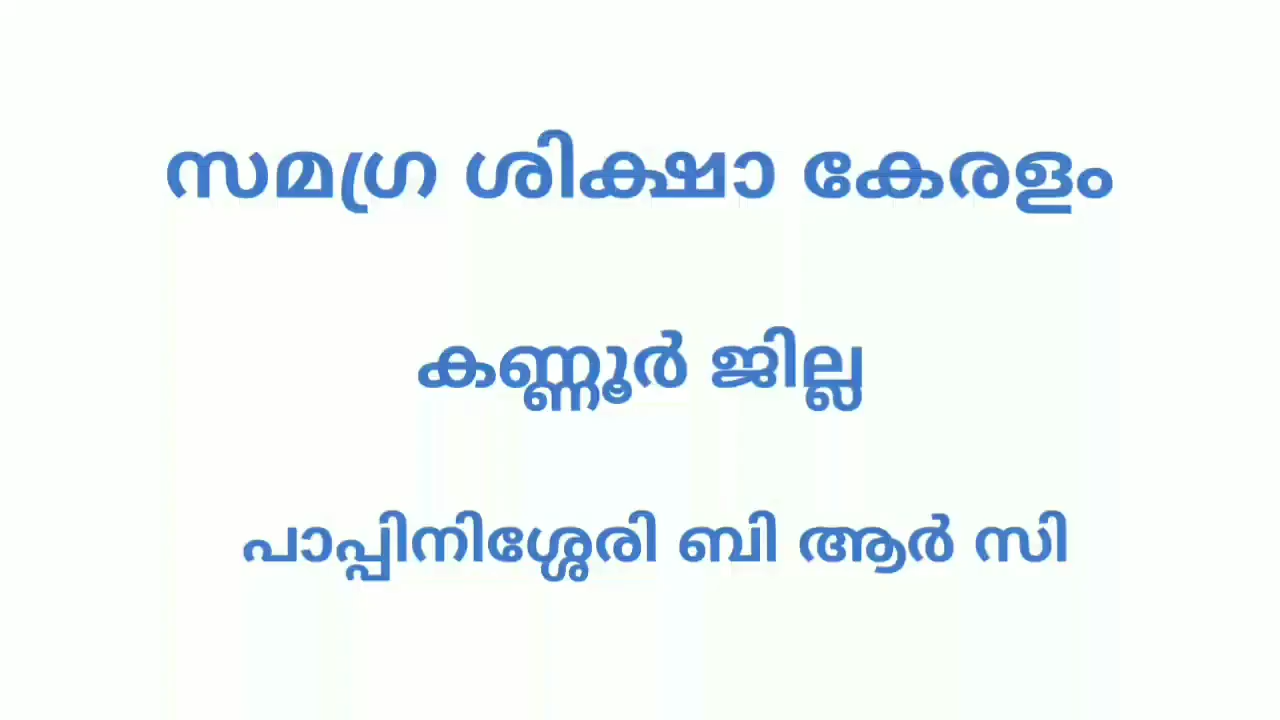 സമഗ്ര ശിക്ഷാ കേരളം
കണ്ണൂർ ജില്ല
പാപ്പിനിശ്ശേരി ബി ആർ സി